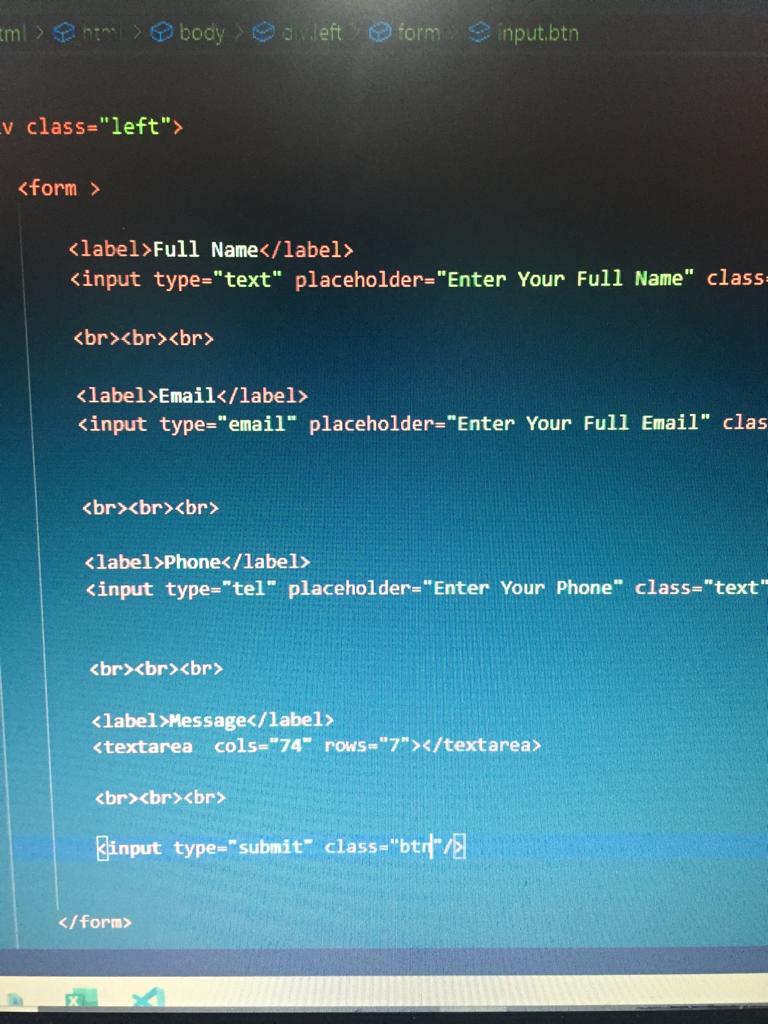 html > body > div.left > form > input.btn
class="left">
<form >
<label>Full Name</label>
<input type="text" placeholder="Enter Your Full Name" class=
<br><br><br>
<label>Email</label>
<input type="email" placeholder="Enter Your Full Email" clas
<br><br><br>
<label>Phone</label>
<input type="tel" placeholder="Enter Your Phone" class="text"
<br><br><br>
<label>Message</label>
<textarea  cols="74" rows="7"></textarea>
<br><br><br>
<input type="submit" class="btn"/>
</form>